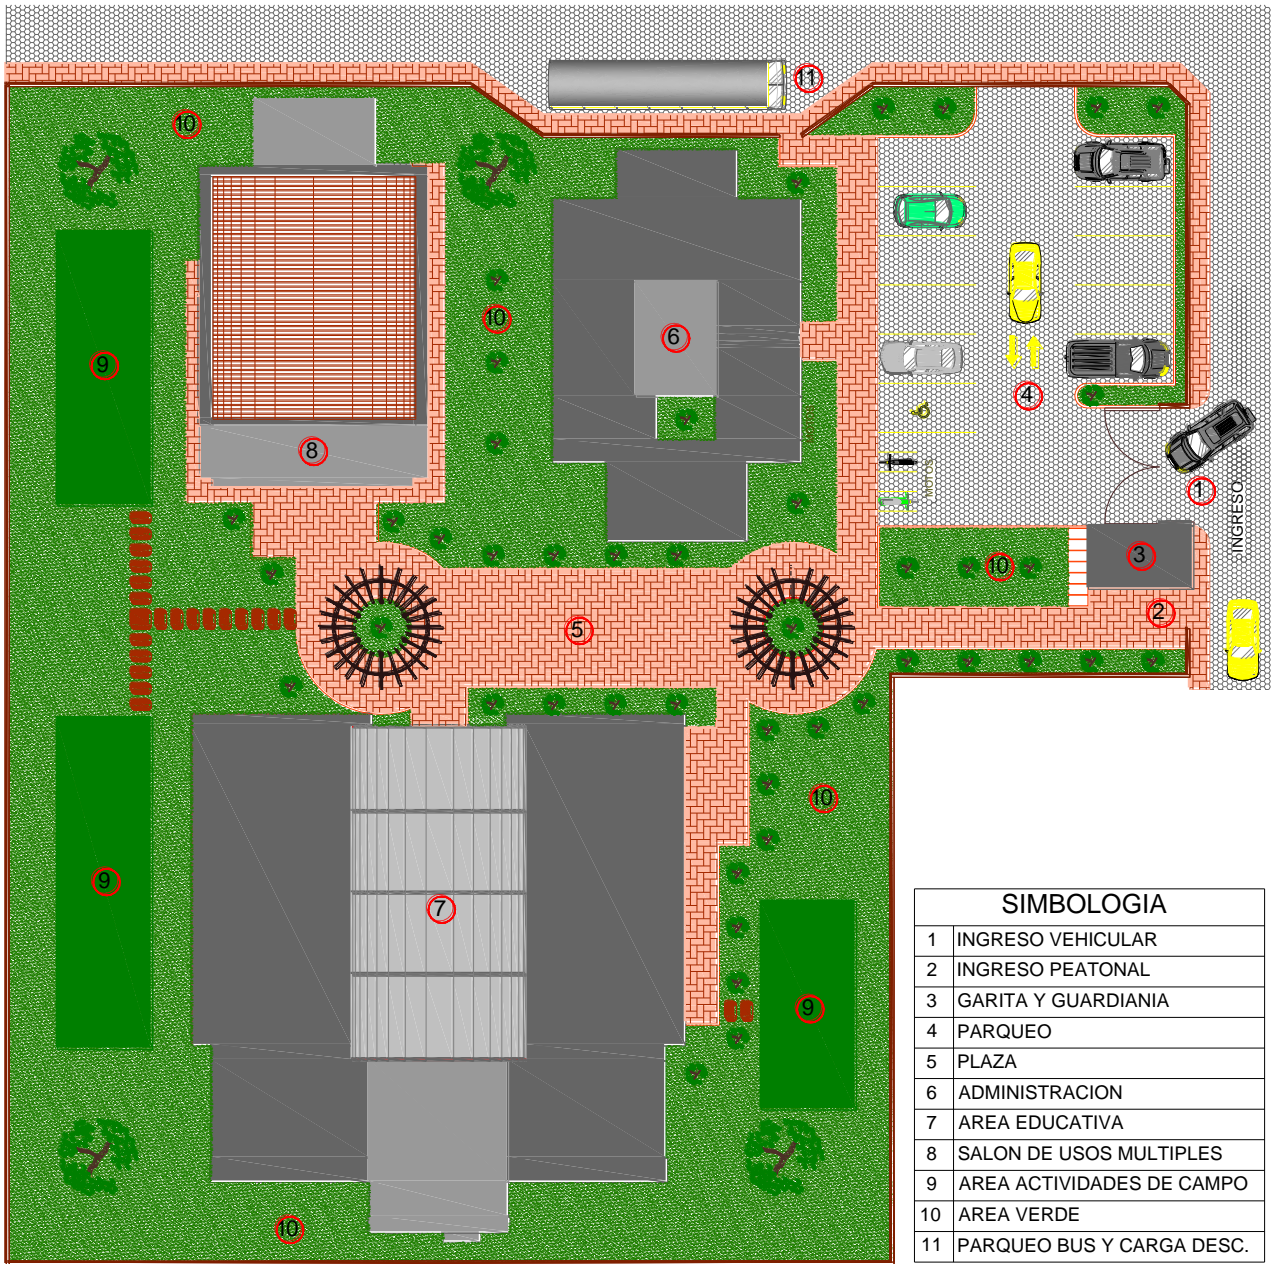 11
10
10
6
9
4
8
MOTOS
1
INGRESO
3
10
2
5
10
9
7
9
10
SIMBOLOGIA
1 INGRESO VEHICULAR
2 INGRESO PEATONAL
3 GARITA Y GUARDIANIA
4 PARQUEO
5 PLAZA
6 ADMINISTRACION
7 AREA EDUCATIVA
8 SALON DE USOS MULTIPLES
9 AREA ACTIVIDADES DE CAMPO
10 AREA VERDE
11 PARQUEO BUS Y CARGA DESC.